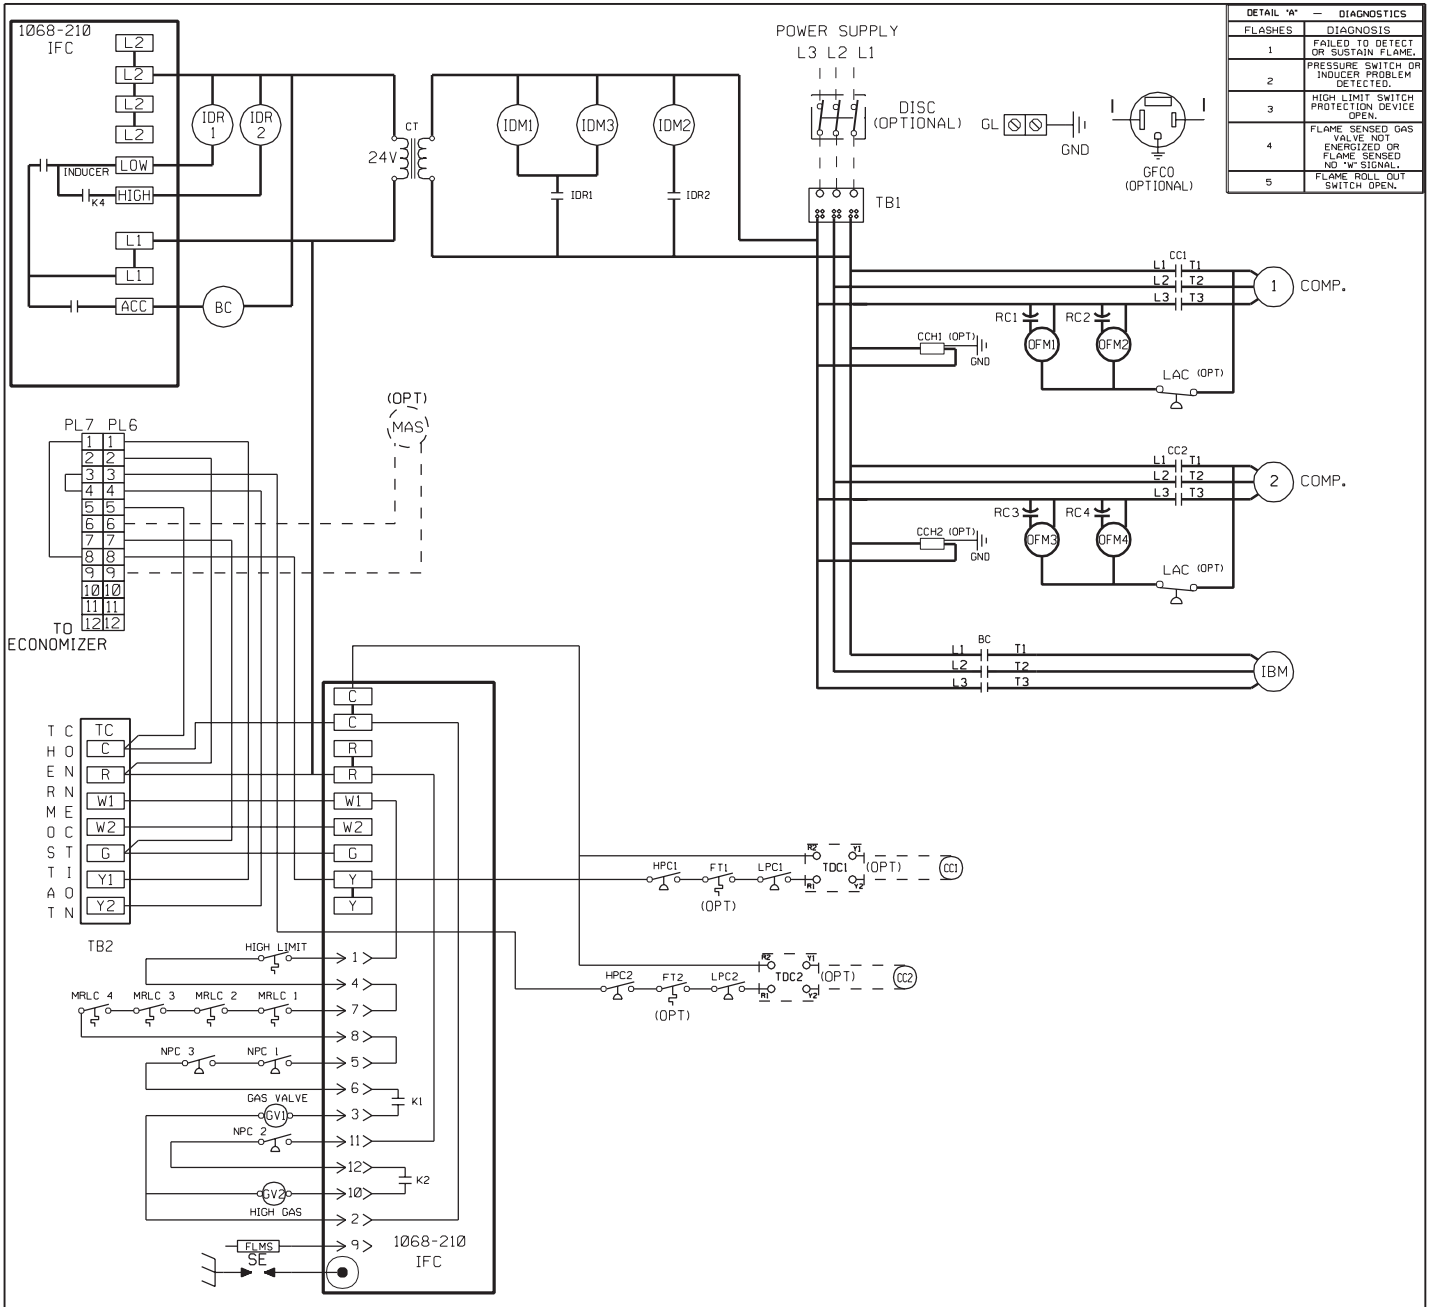 1068-210
IFC
L2
L2
L2
L2
LOW
INDUCER
HIGH
K4
L1
L1
ACC
IDR
1
IDR
2
BC
24V
CT
IDM1
IDM3
IDM2
IDR1
IDR2
POWER SUPPLY
L3 L2 L1
DISC
(OPTIONAL)
TB1
GL
GND
GFCO
(OPTIONAL)
DETAIL "A" — DIAGNOSTICS
FLASHES DIAGNOSIS
1 FAILED TO DETECT
OR SUSTAIN FLAME.
2 PRESSURE SWITCH OR
INDUCER PROBLEM
DETECTED.
3 HIGH LIMIT SWITCH
PROTECTION DEVICE
OPEN.
4 FLAME SENSED GAS
VALVE NOT
ENERGIZED OR
FLAME SENSED
NO "W" SIGNAL.
5 FLAME ROLL OUT
SWITCH OPEN.
CC1
L1 T1
L2 T2
L3 T3
1 COMP.
RC1
RC2
OFM1
OFM2
CCH1 (OPT)
GND
LAC (OPT)
CC2
L1 T1
L2 T2
L3 T3
2 COMP.
RC3
RC4
OFM3
OFM4
CCH2 (OPT)
GND
LAC (OPT)
BC
L1 T1
L2 T2
L3 T3
IBM
(OPT)
MAS
PL7 PL6
1 1
2 2
3 3
4 4
5 5
6 6
7 7
8 8
9 9
10 10
11 11
12 12
TO
ECONOMIZER
THERMOSTAT
CONNECTION
TC
C
R
W1
W2
G
Y1
Y2
TB2
C
C
R
R
W1
W2
G
Y
Y
HPC1
FT1
(OPT)
LPC1
R2
Y1
TDC1
R1
Y2
(OPT)
CC1
HPC2
FT2
(OPT)
LPC2
R2
Y1
TDC2
R1
Y2
(OPT)
CC2
HIGH LIMIT
1
4
MRLC 4 MRLC 3 MRLC 2 MRLC 1
7
8
NPC 3 NPC 1
5
6
K1
GAS VALVE
GV1
3
NPC 2
11
12
K2
GV2
10
HIGH GAS
2
FLMS
9
SE
1068-210
IFC